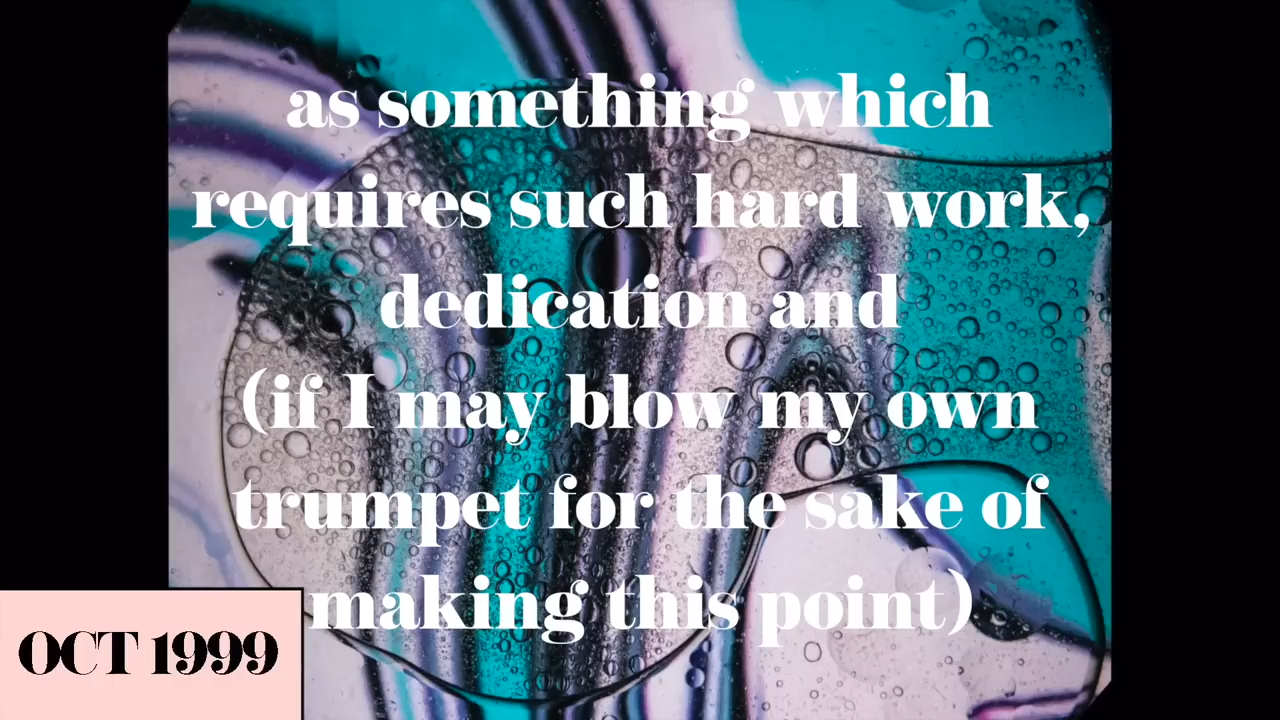 as something which
requires such hard work,
dedication and
(if I may blow my own
trumpet for the sake of
making this point)
OCT 1999